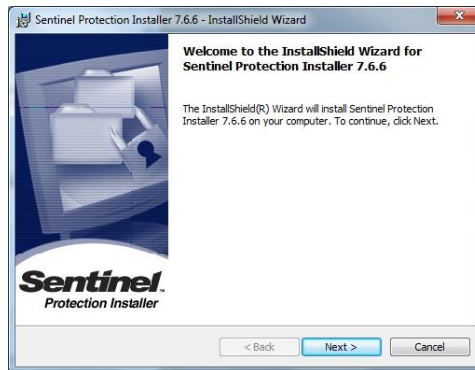 Sentinel Protection Installer 7.6.6 - InstallShield Wizard
Welcome to the InstallShield Wizard for
Sentinel Protection Installer 7.6.6
The InstallShield(R) Wizard will install Sentinel Protection
Installer 7.6.6 on your computer. To continue, click Next.
Sentinel
Protection Installer
< Back
Next >
Cancel